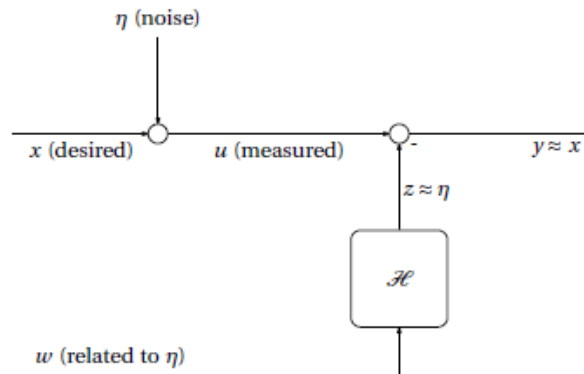 η (noise)
x (desired)
u (measured)
-
y ≈ x
z ≈ η
ℋ
w (related to η)